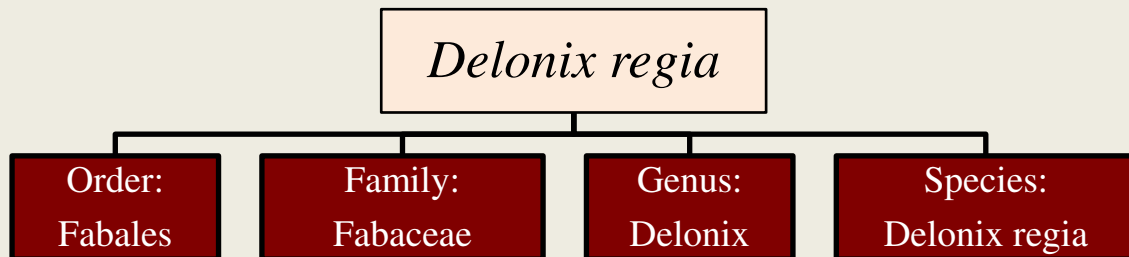 Delonix regia
Order:
Fabales
Family:
Fabaceae
Genus:
Delonix
Species:
Delonix regia